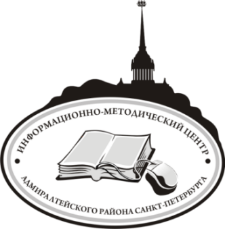 ИНФОРМАЦИОННО-МЕТОДИЧЕСКИЙ ЦЕНТР
АДМИРАЛТЕЙСКОГО РАЙОНА САНКТ-ПЕТЕРБУРГА